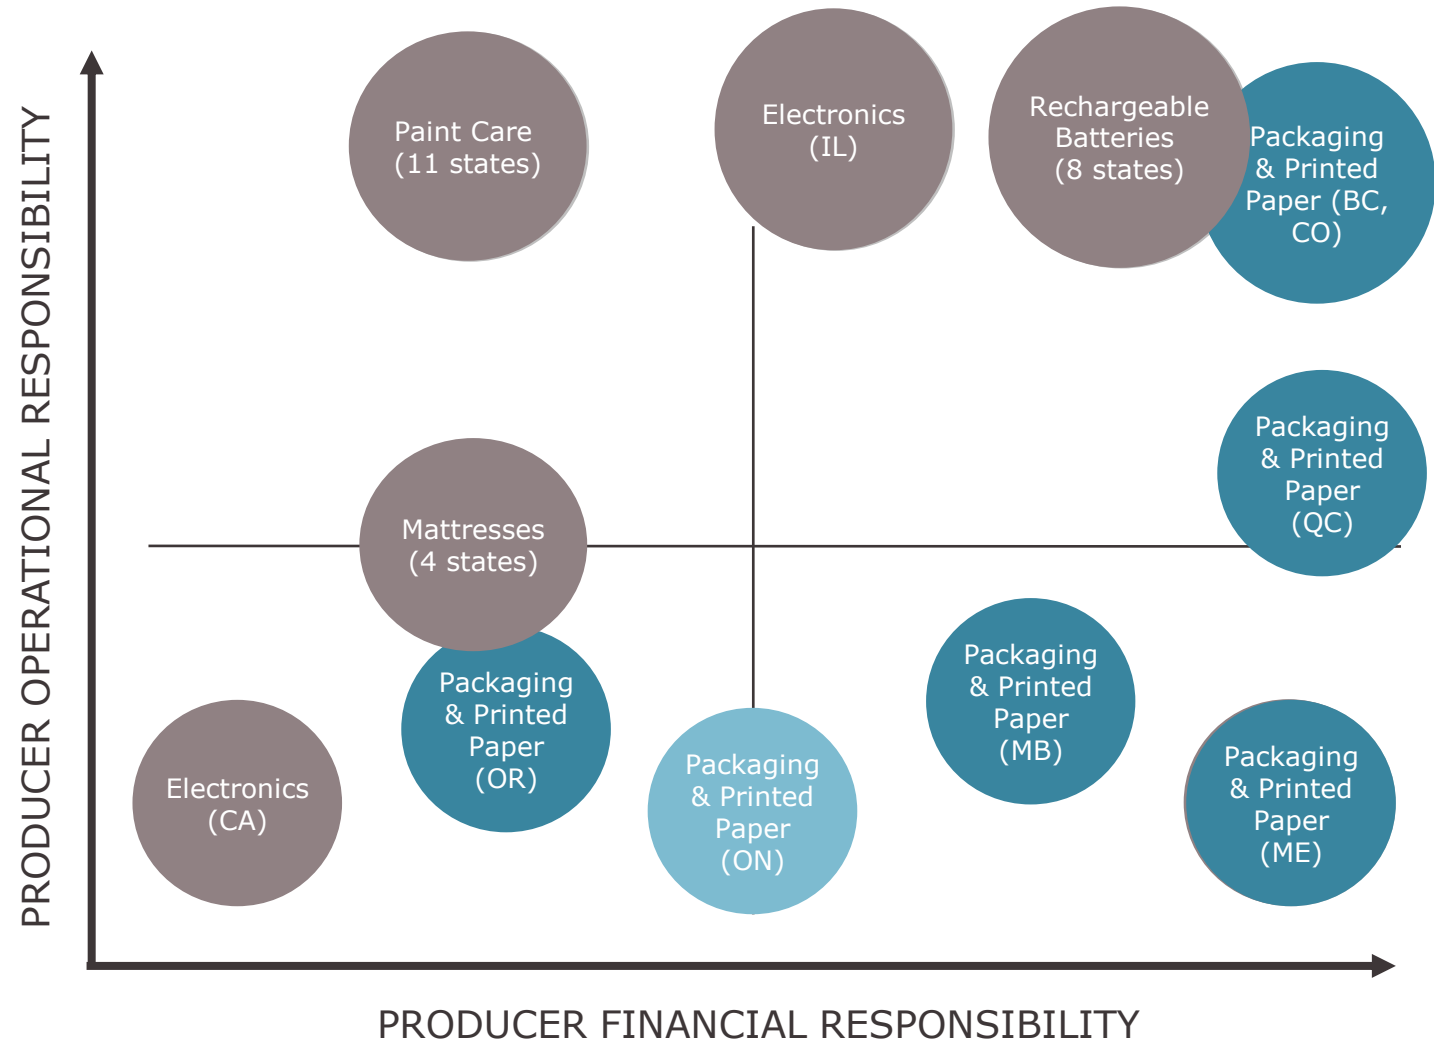 PRODUCER OPERATIONAL RESPONSIBILITY
Paint Care
(11 states)
Electronics
(IL)
Rechargeable
Batteries
(8 states)
Packaging
& Printed
Paper (BC,
CO)
Packaging
& Printed
Paper
(QC)
Mattresses
(4 states)
Packaging
& Printed
Paper
(OR)
Packaging
& Printed
Paper
(MB)
Electronics
(CA)
Packaging
& Printed
Paper
(ON)
Packaging
& Printed
Paper
(ME)
PRODUCER FINANCIAL RESPONSIBILITY